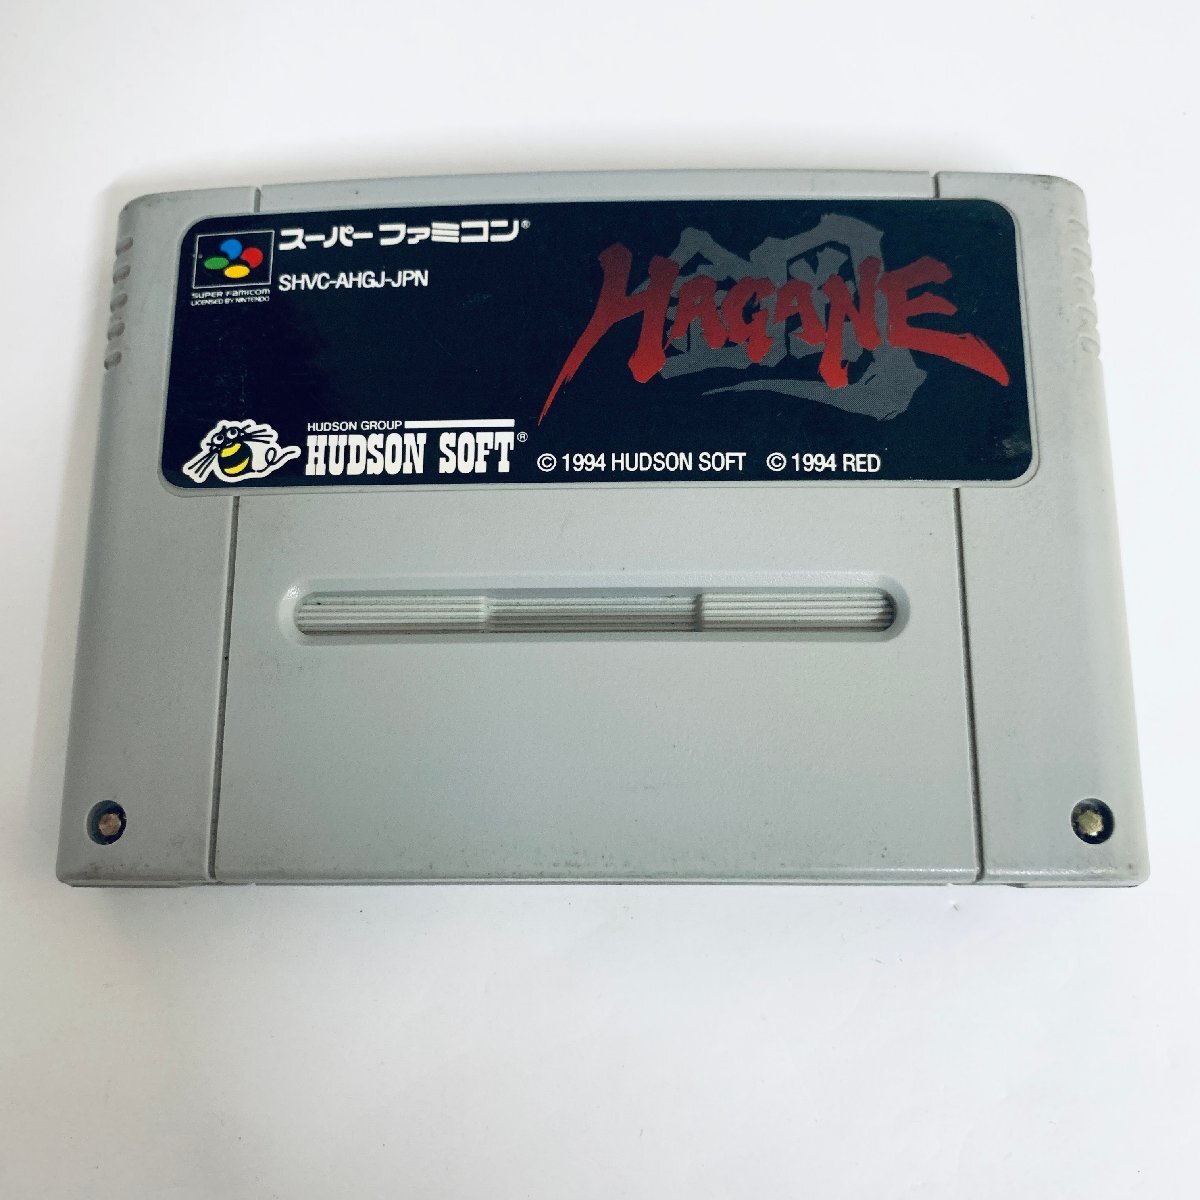 スーパーファミコン®
SHVC-AHGJ-JPN
SUPER FAMICOM
LICENSED BY NINTENDO
鋼
HAGANE
HUDSON GROUP
HUDSON SOFT®
© 1994 HUDSON SOFT © 1994 RED